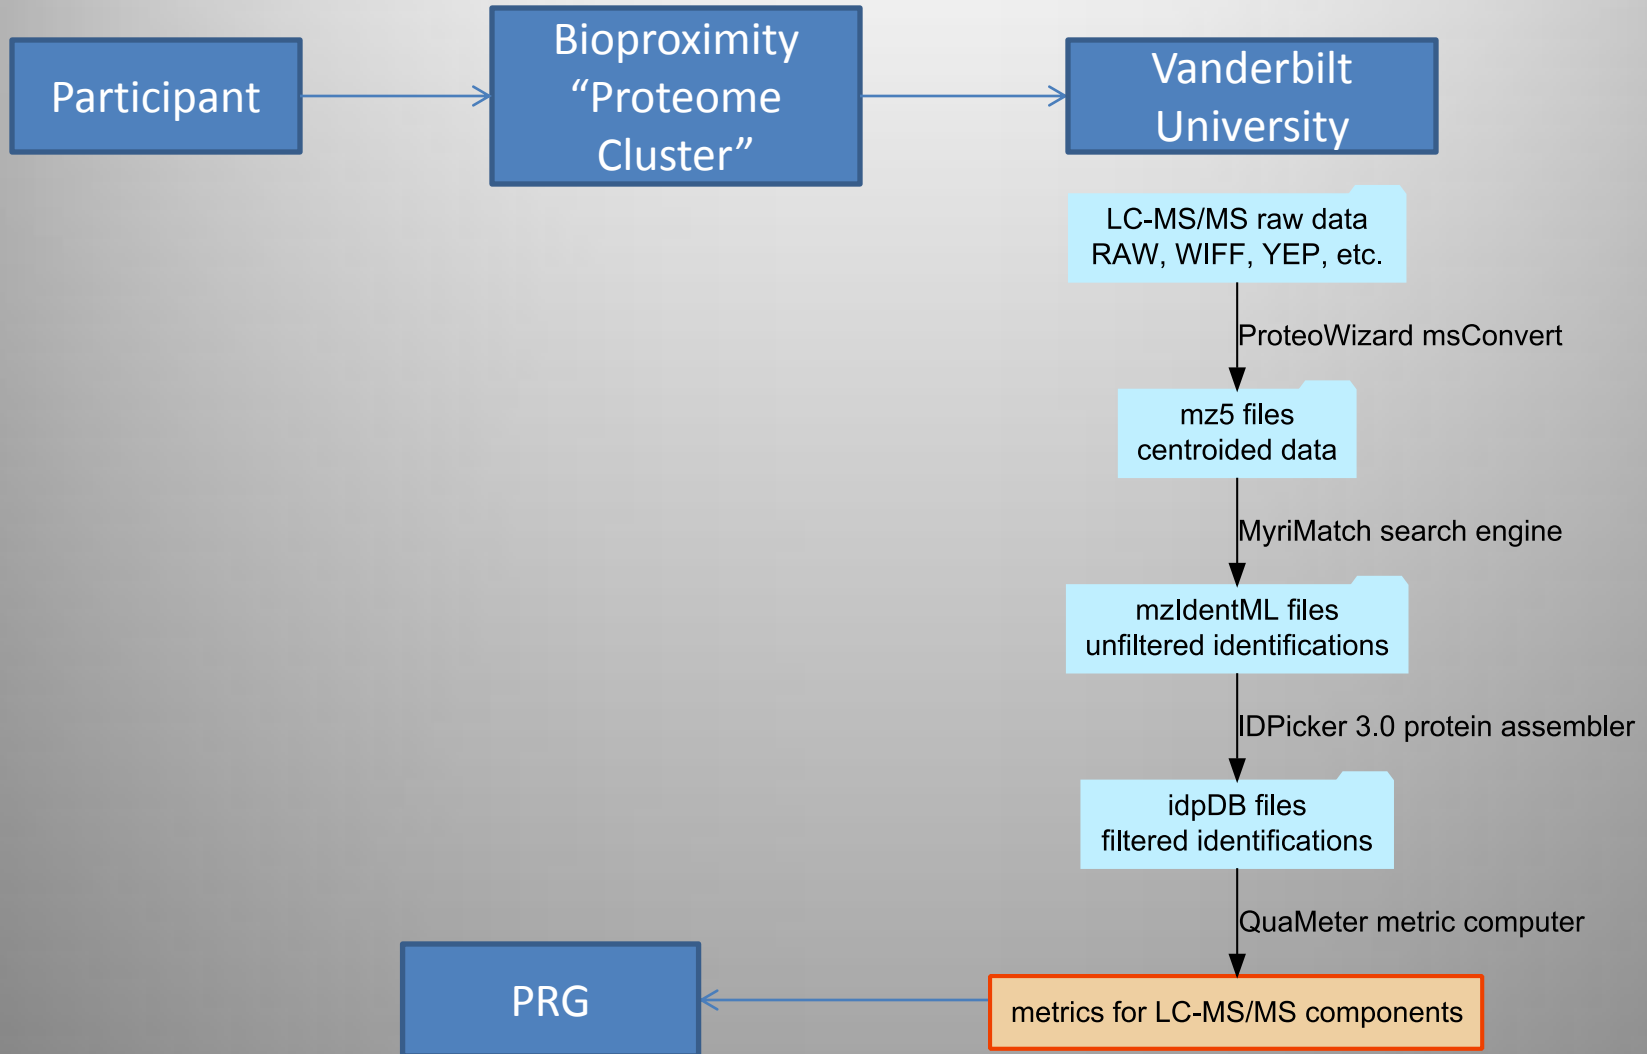 Participant
Bioproximity
“Proteome
Cluster”
Vanderbilt
University
LC-MS/MS raw data
RAW, WIFF, YEP, etc.
ProteoWizard msConvert
mz5 files
centroided data
MyriMatch search engine
mzIdentML files
unfiltered identifications
IDPicker 3.0 protein assembler
idpDB files
filtered identifications
QuaMeter metric computer
metrics for LC-MS/MS components
PRG